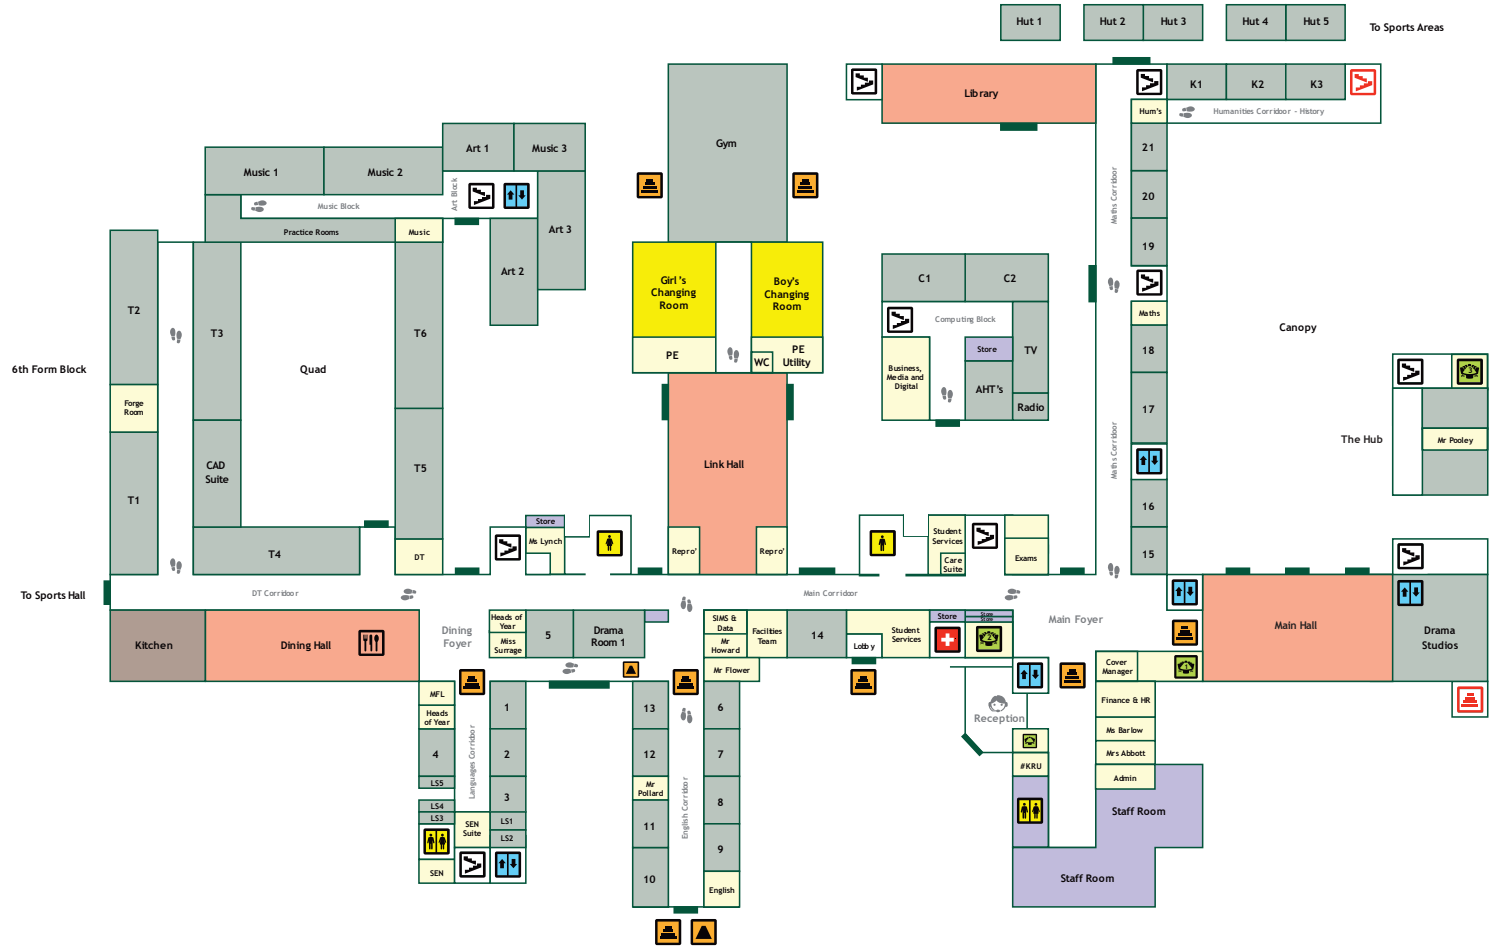 Hut 1
Hut 2
Hut 3
Hut 4
Hut 5
To Sports Areas
Library
K1
K2
K3
Hum's
Humanities Corridor - History
Gym
Art 1
Music 3
Music 1
Music 2
Art Block
Music Block
Practice Rooms
Music
Art 3
Art 2
21
20
19
Maths Corridor
Maths
18
17
16
15
Maths Corridor
Canopy
T2
T3
Quad
T6
6th Form Block
Forge
Room
T1
CAD
Suite
T5
T4
DT
Girl's
Changing
Room
Boy's
Changing
Room
PE
WC
PE
Utility
Link Hall
Repro'
Repro'
C1
C2
Computing Block
Business,
Media and
Digital
Store
TV
AHT's
Radio
3
The Hub
Mr Pooley
Store
Ms Lynch
Student
Services
Care
Suite
Exams
To Sports Hall
DT Corridor
Main Corridor
Kitchen
Dining Hall
Dining
Foyer
Heads of
Year
Miss
Surrage
5
Drama
Room 1
SIMS &
Data
Mr
Howard
Mr Flower
Facilities
Team
14
Student
Services
Lobby
Store
Store
Store
2
Main Foyer
Main Hall
Drama
Studios
Cover
Manager
1
Reception
Finance & HR
Ms Barlow
Mrs Abbott
Admin
#KRU
Staff Room
Staff Room
MFL
Heads
of Year
4
LS5
LS4
LS3
SEN
Languages Corridor
SEN
Suite
1
2
3
LS1
LS2
13
12
Mr
Pollard
11
10
English Corridor
6
7
8
9
English